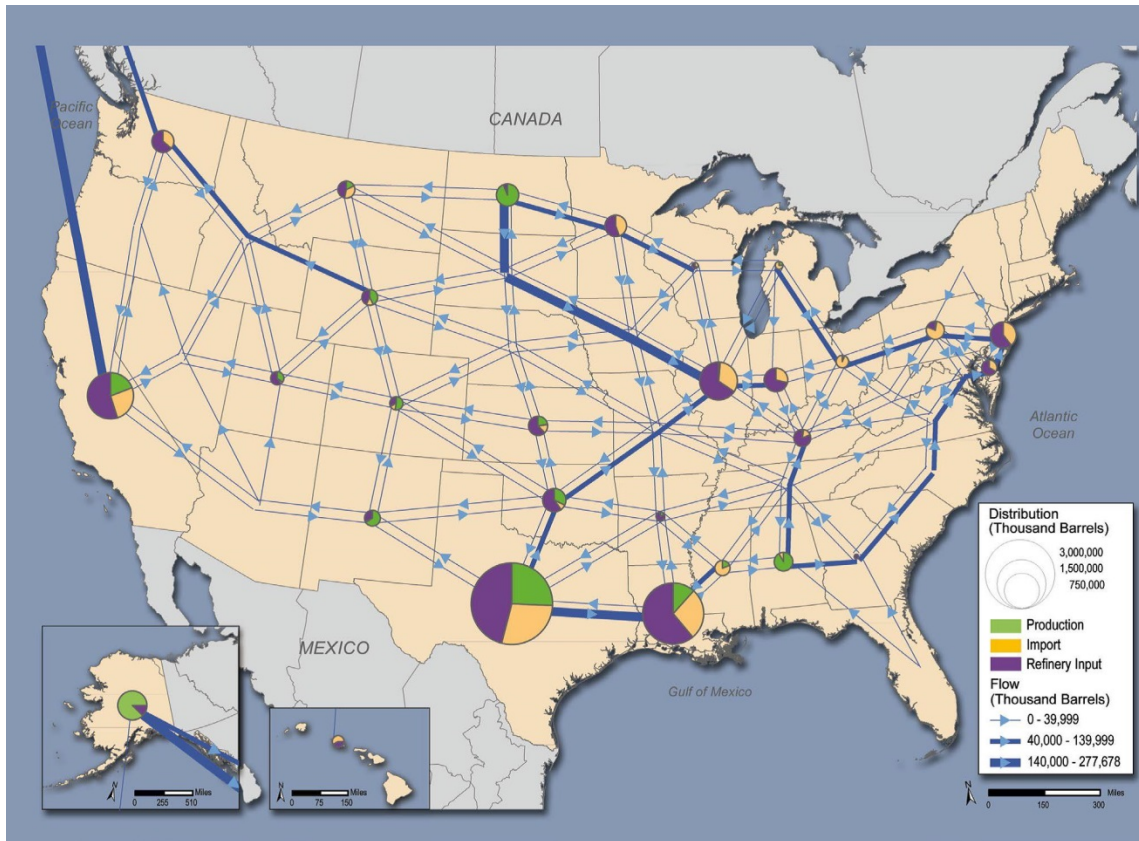 Pacific
Ocean
CANADA
Atlantic
Ocean
MEXICO
Gulf of Mexico
Distribution
(Thousand Barrels)
3,000,000
1,500,000
750,000
Production
Import
Refinery Input
Flow
(Thousand Barrels)
0 - 39,999
40,000 - 139,999
140,000 - 277,678
N
Miles
0 255 510
N
Miles
0 75 150
N
Miles
0 150 300